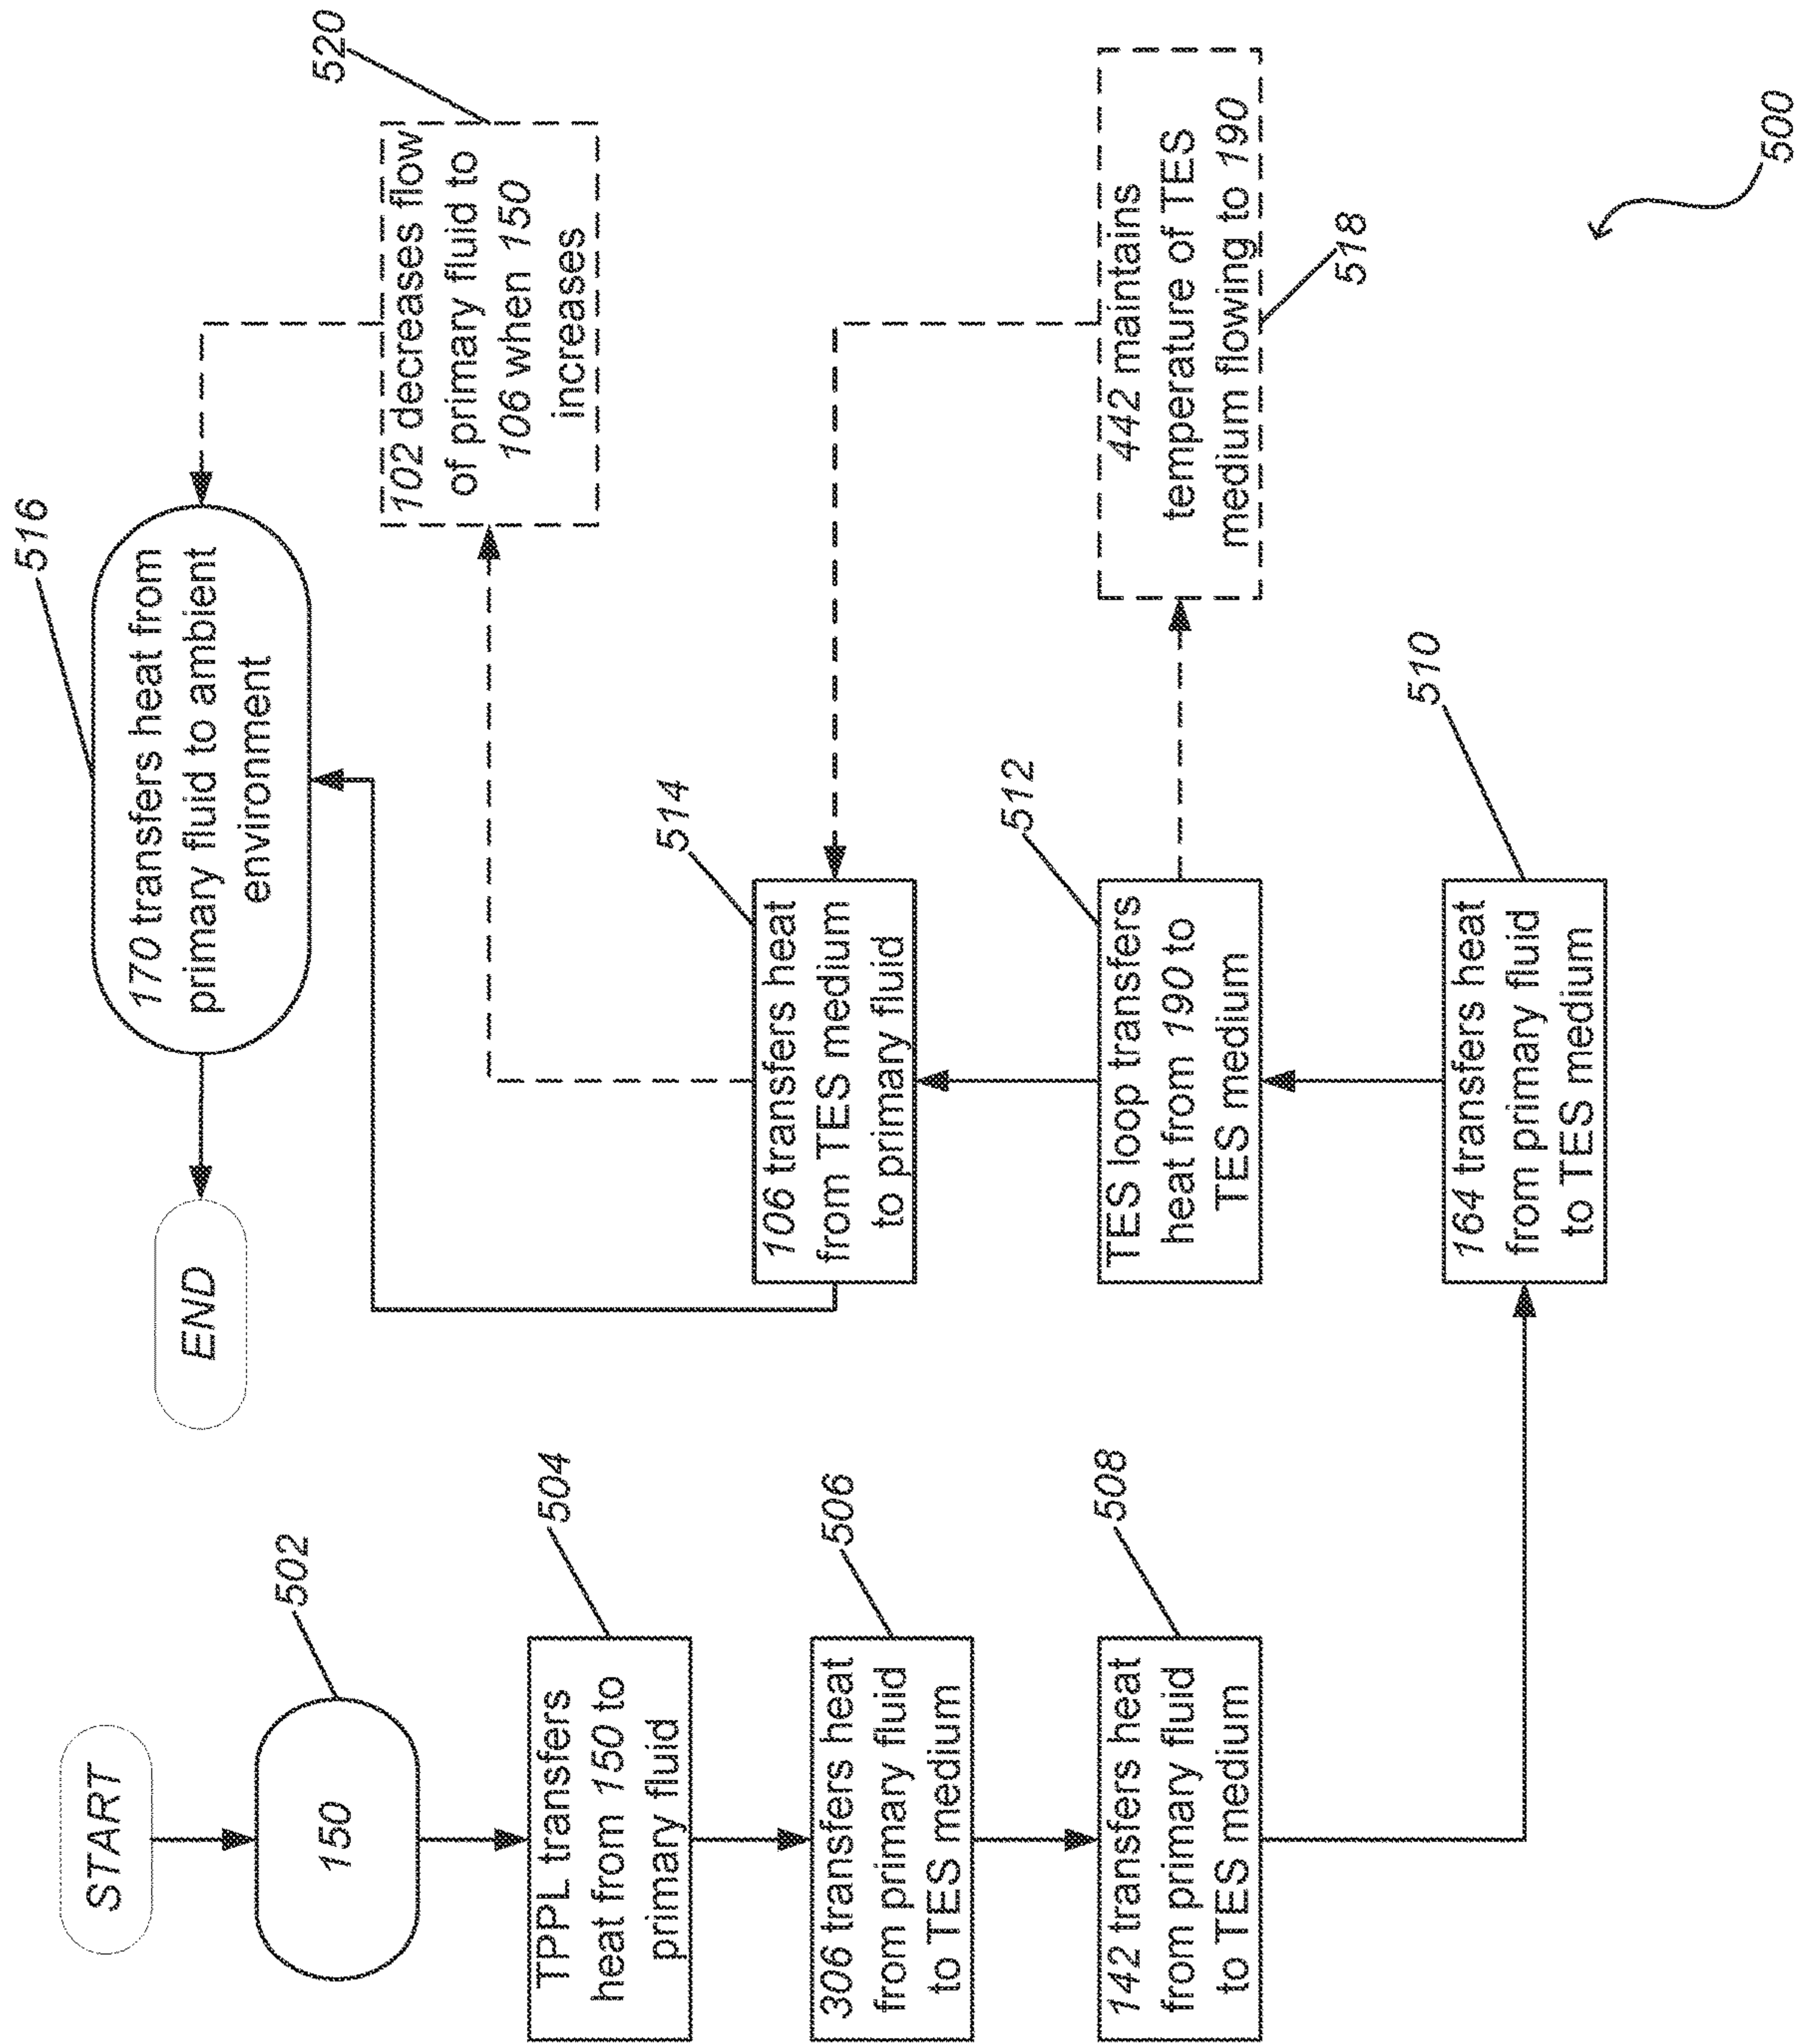 START
150
502
TPPL transfers
heat from 150 to
primary fluid
504
306 transfers heat
from primary fluid
to TES medium
506
142 transfers heat
from primary fluid
to TES medium
508
164 transfers heat
from primary fluid
to TES medium
510
TES loop transfers
heat from 190 to
TES medium
512
106 transfers heat
from TES medium
to primary fluid
514
170 transfers heat from
primary fluid to ambient
environment
516
END
442 maintains
temperature of TES
medium flowing to 190
518
102 decreases flow
of primary fluid to
106 when 150
increases
520
500